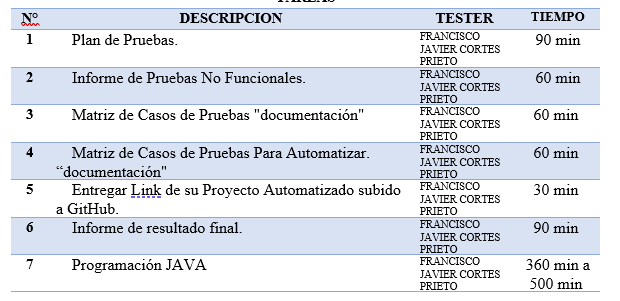 TAREAS
N° DESCRIPCION TESTER TIEMPO
1 Plan de Pruebas. FRANCISCO JAVIER CORTES PRIETO 90 min
2 Informe de Pruebas No Funcionales. FRANCISCO JAVIER CORTES PRIETO 60 min
3 Matriz de Casos de Pruebas "documentación" FRANCISCO JAVIER CORTES PRIETO 60 min
4 Matriz de Casos de Pruebas Para Automatizar. “documentación" FRANCISCO JAVIER CORTES PRIETO 60 min
5 Entregar Link de su Proyecto Automatizado subido a GitHub. FRANCISCO JAVIER CORTES PRIETO 30 min
6 Informe de resultado final. FRANCISCO JAVIER CORTES PRIETO 90 min
7 Programación JAVA FRANCISCO JAVIER CORTES PRIETO 360 min a 500 min